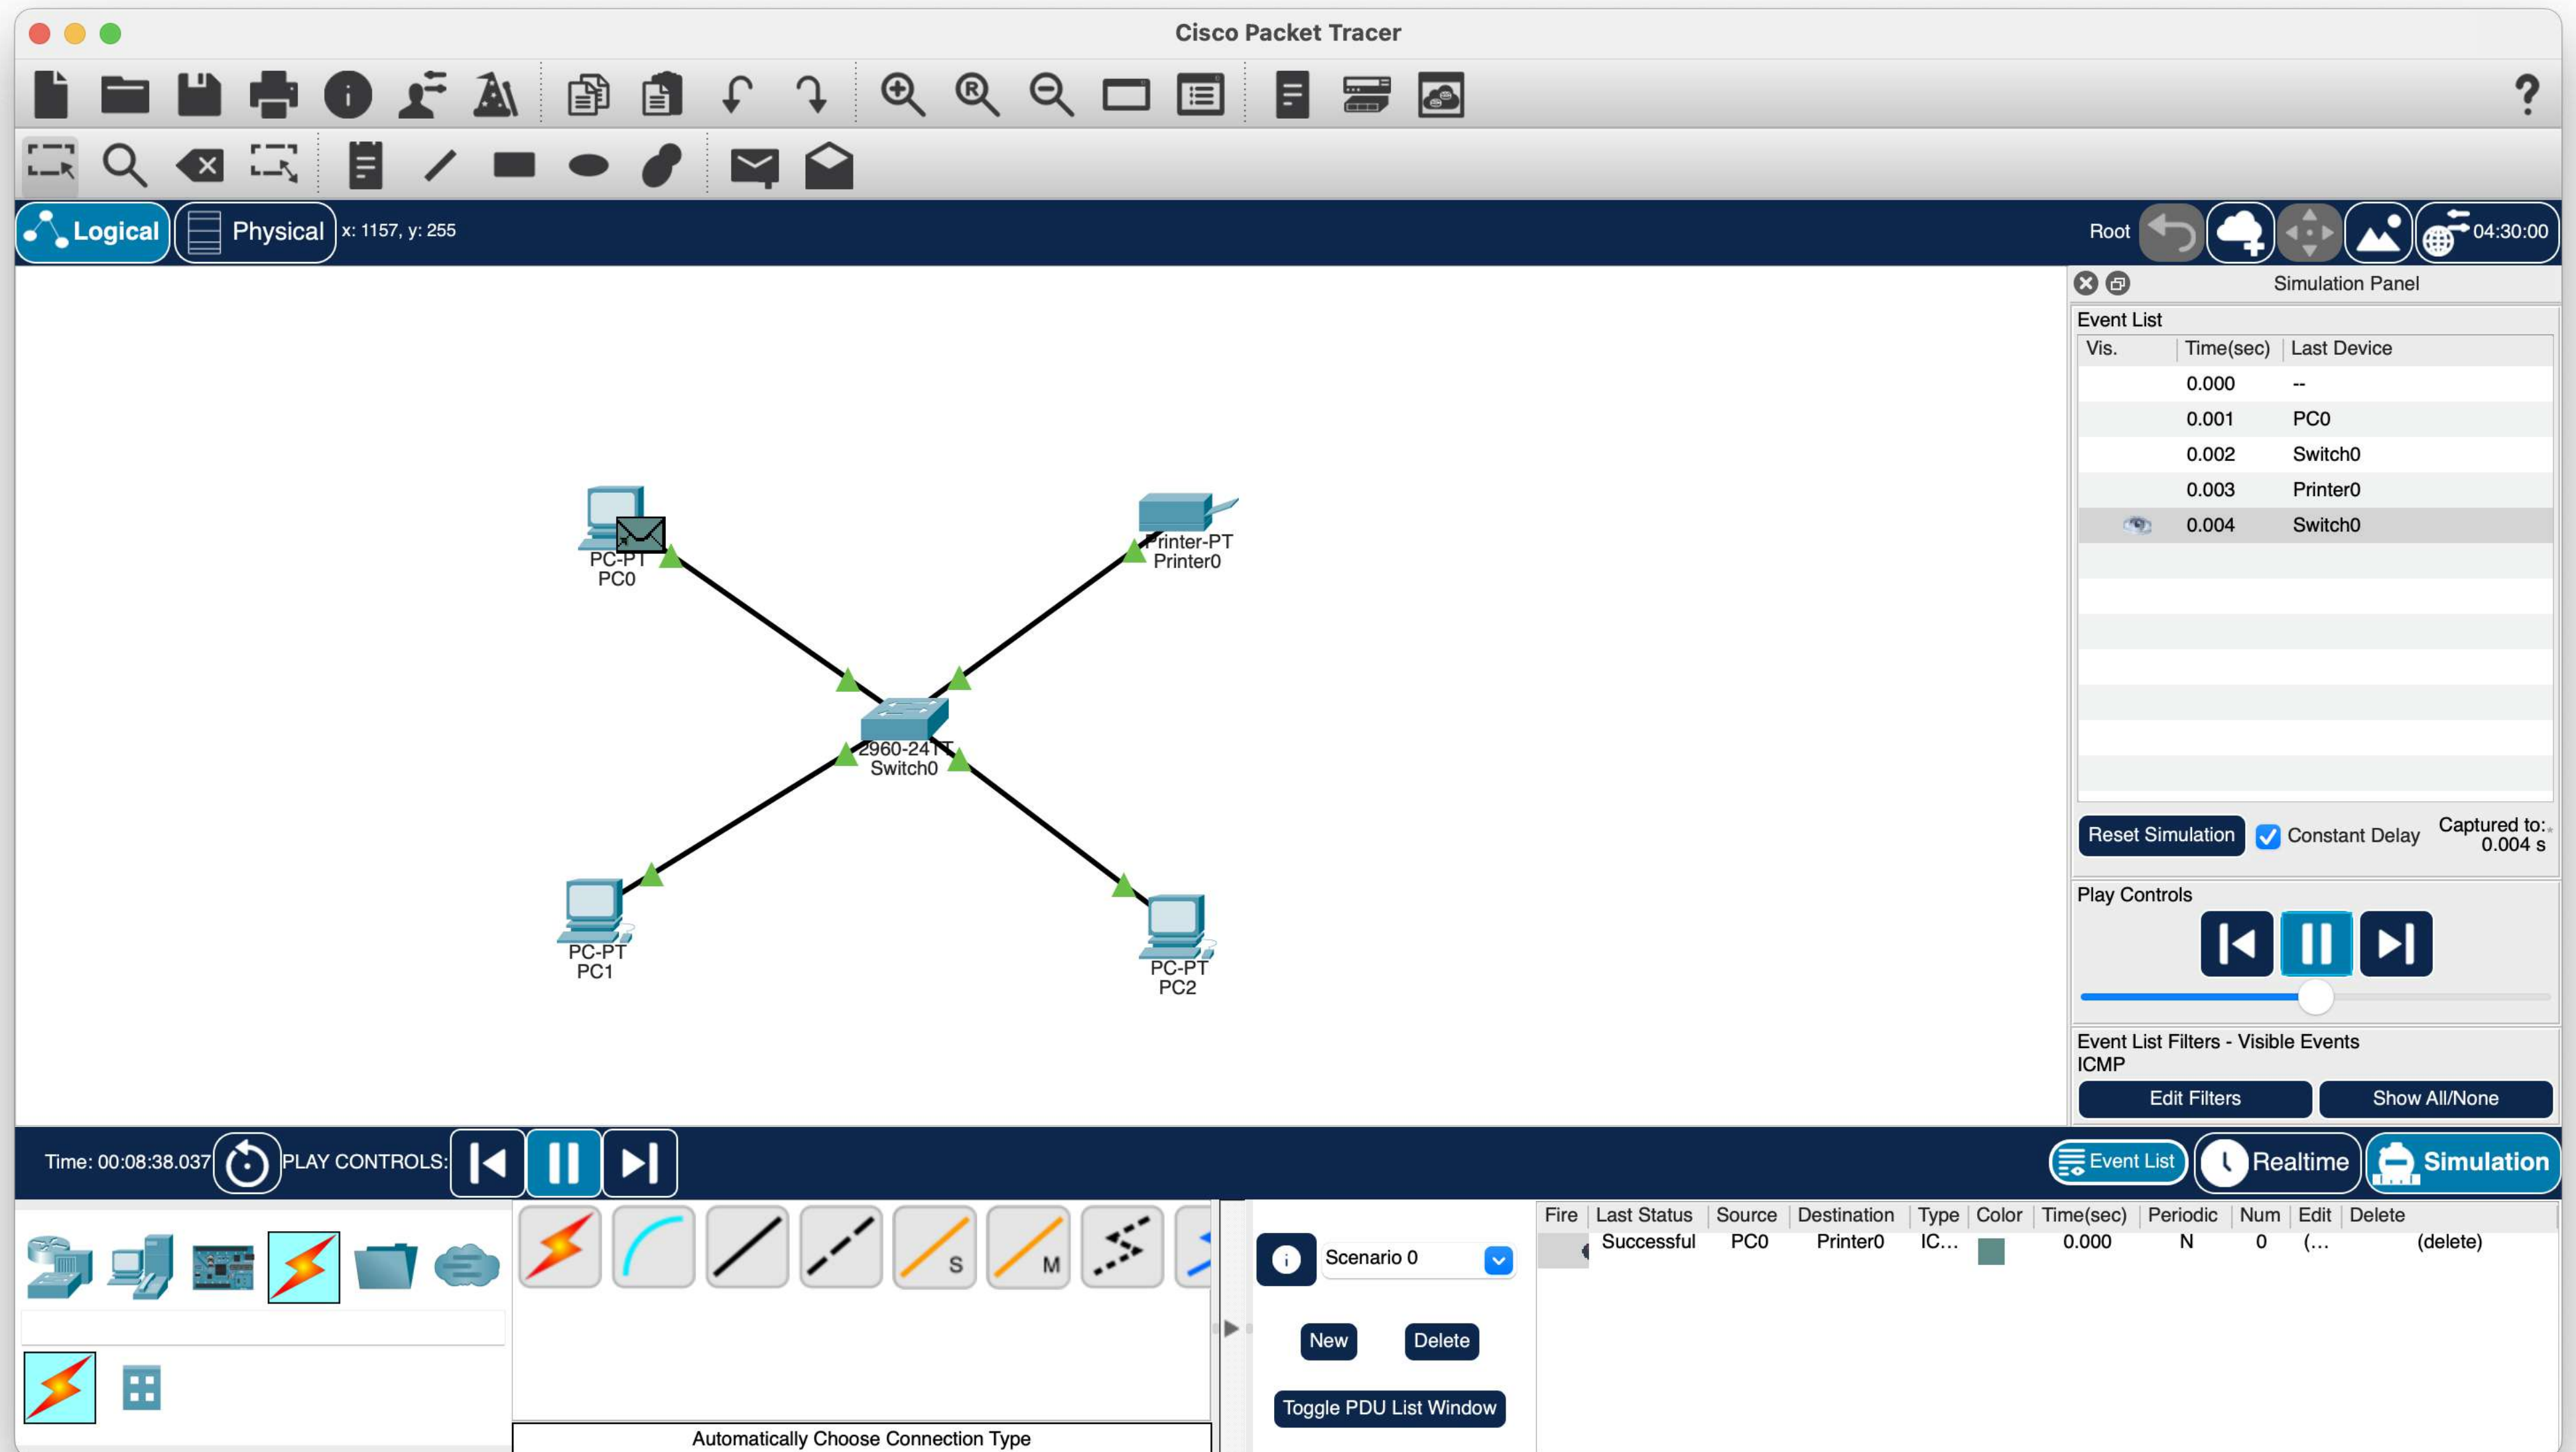 Cisco Packet Tracer
Logical
Physical
x: 1157, y: 255
Root
04:30:00
Simulation Panel
Event List
Vis. Time(sec) Last Device
0.000 --
0.001 PC0
0.002 Switch0
0.003 Printer0
0.004 Switch0
PC-PT
PC0
Printer-PT
Printer0
2960-24TT
Switch0
PC-PT
PC1
PC-PT
PC2
Reset Simulation
Constant Delay
Captured to:
0.004 s
Play Controls
Event List Filters - Visible Events
ICMP
Edit Filters
Show All/None
Time: 00:08:38.037
PLAY CONTROLS:
Event List
Realtime
Simulation
S
M
Automatically Choose Connection Type
Scenario 0
New
Delete
Toggle PDU List Window
Fire Last Status Source Destination Type Color Time(sec) Periodic Num Edit Delete
Successful PC0 Printer0 IC... 0.000 N 0 (... (delete)